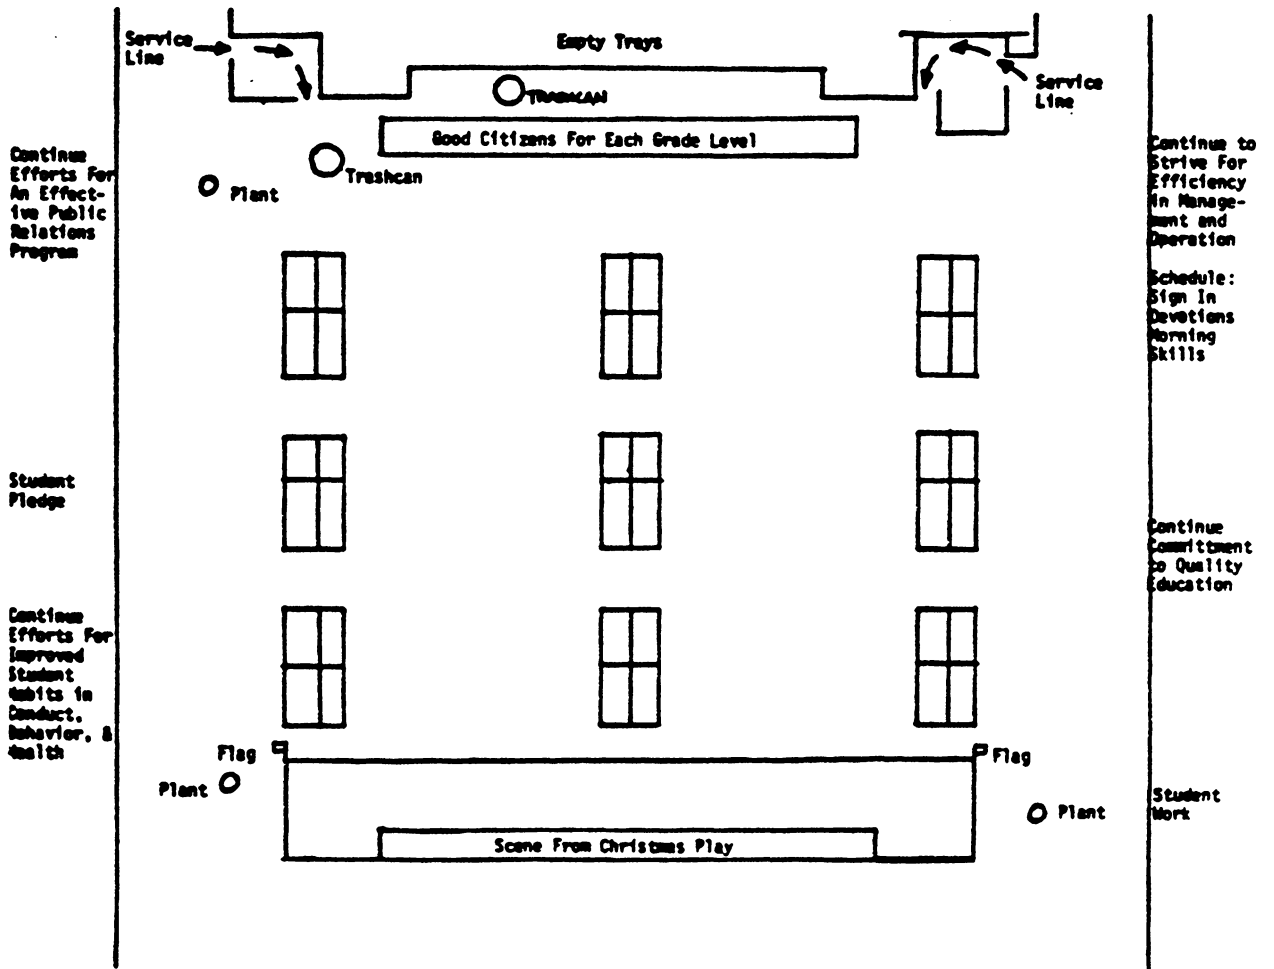 Service
Line
Empty Trays
TRASHCAN
Service
Line
Good Citizens For Each Grade Level
Trashcan
Plant
Continue
Efforts For
An Effect-
ive Public
Relations
Program
Continue to
Strive For
Efficiency
in Manage-
ment and
Operation
Schedule:
Sign In
Devotions
Morning
Skills
Student
Pledge
Continue
Committment
to Quality
Education
Continue
Efforts For
Improved
Student
Habits in
Conduct,
Behavior, &
Health
Flag
Flag
Plant
Plant
Student
Work
Scene From Christmas Play